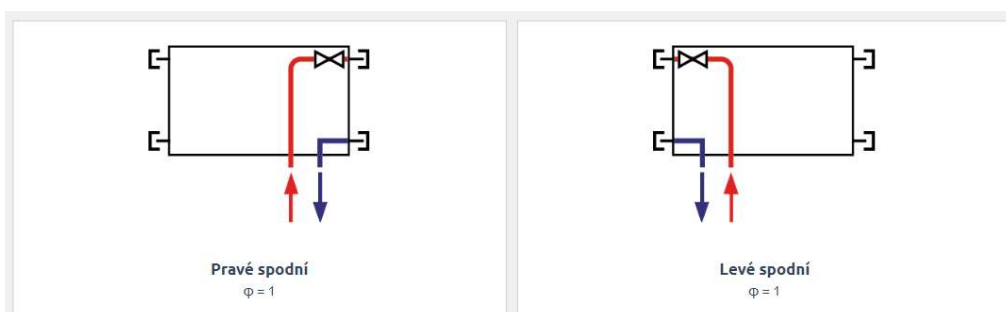 Pravé spodní
φ = 1
Levé spodní
φ = 1